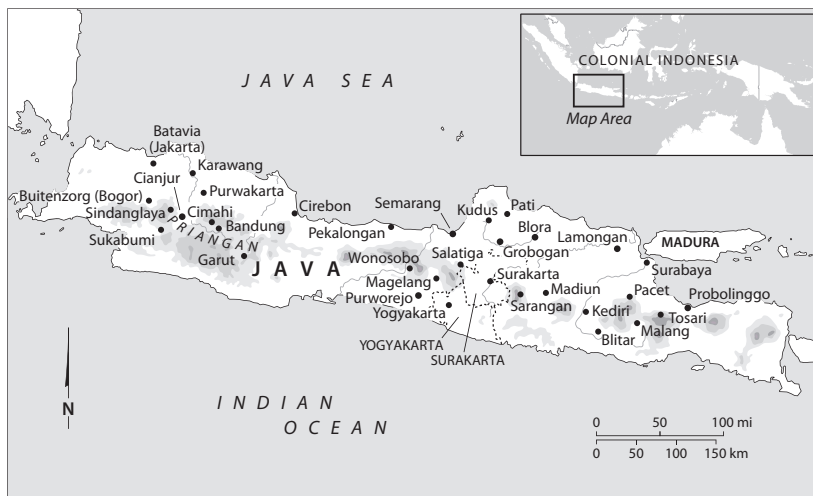 COLONIAL INDONESIA
Map Area
JAVA SEA
Batavia
(Jakarta)
Karawang
Cianjur
Purwakarta
Buitenzorg (Bogor)
Sindanglaya
Cimahi
Cirebon
Bandung
PRIANGAN
Sukabumi
Garut
JAVA
Pekalongan
Semarang
Kudus
Pati
Blora
Grobogan
Lamongan
MADURA
Wonosobo
Salatiga
Surakarta
Surabaya
Magelang
Madiun
Pacet
Probolinggo
Purworejo
Sarangan
Kediri
Tosari
Yogyakarta
Malang
Blitar
YOGYAKARTA
SURAKARTA
N
INDIAN
OCEAN
0 50 100 mi
0 50 100 150 km